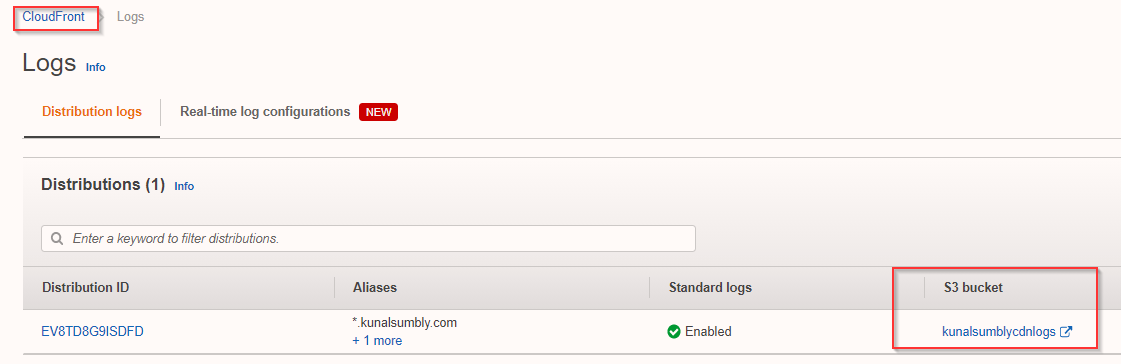 CloudFront > Logs
Logs Info
Distribution logs Real-time log configurations NEW
Distributions (1) Info
Enter a keyword to filter distributions.
Distribution ID Aliases Standard logs S3 bucket
EV8TD8G9ISDFD *.kunalsumbly.com Enabled kunalsumblycdnlogs
+ 1 more